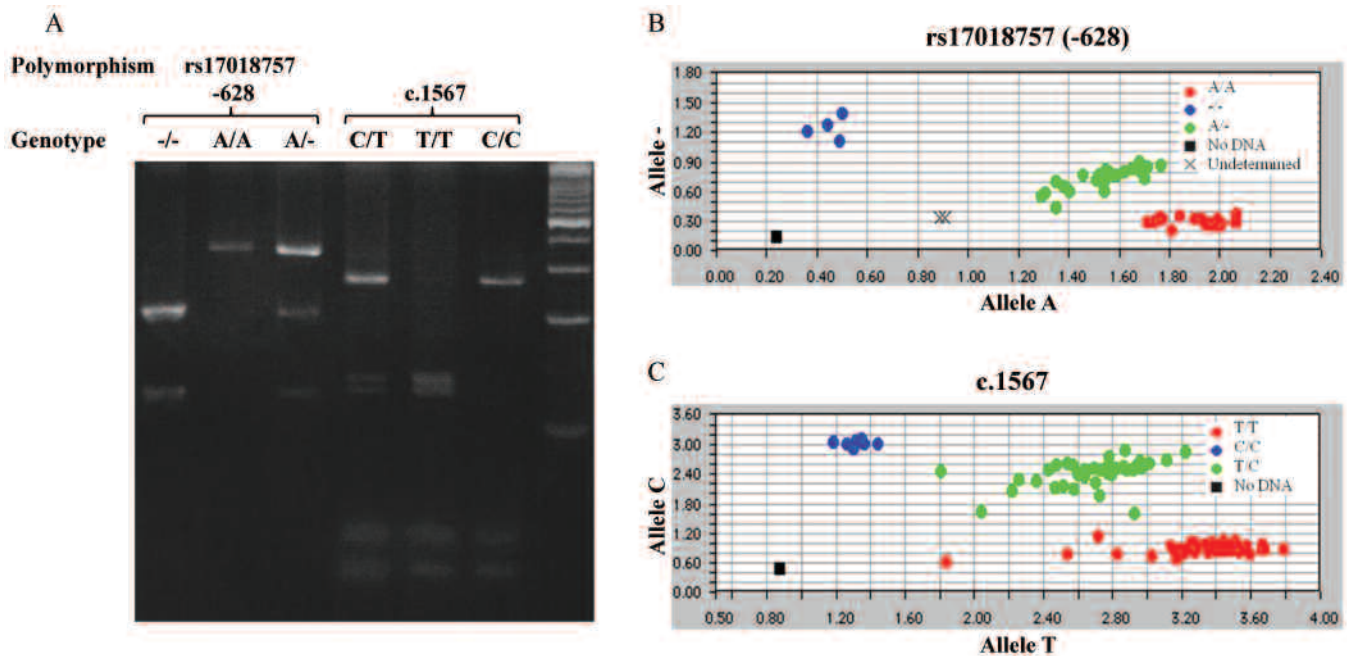 A
Polymorphism rs17018757
-628 c.1567
Genotype -/- A/A A/- C/T T/T C/C
B
rs17018757 (-628)
Allele -
1.80
1.50
1.20
0.90
0.60
0.30
0.00
A/A
-/-
A/-
No DNA
Undetermined
0.00 0.20 0.40 0.60 0.80 1.00 1.20 1.40 1.60 1.80 2.00 2.20 2.40
Allele A
C
c.1567
Allele C
3.60
3.00
2.40
1.80
1.20
0.60
0.00
T/T
C/C
T/C
No DNA
0.50 0.80 1.20 1.60 2.00 2.40 2.80 3.20 3.60 4.00
Allele T